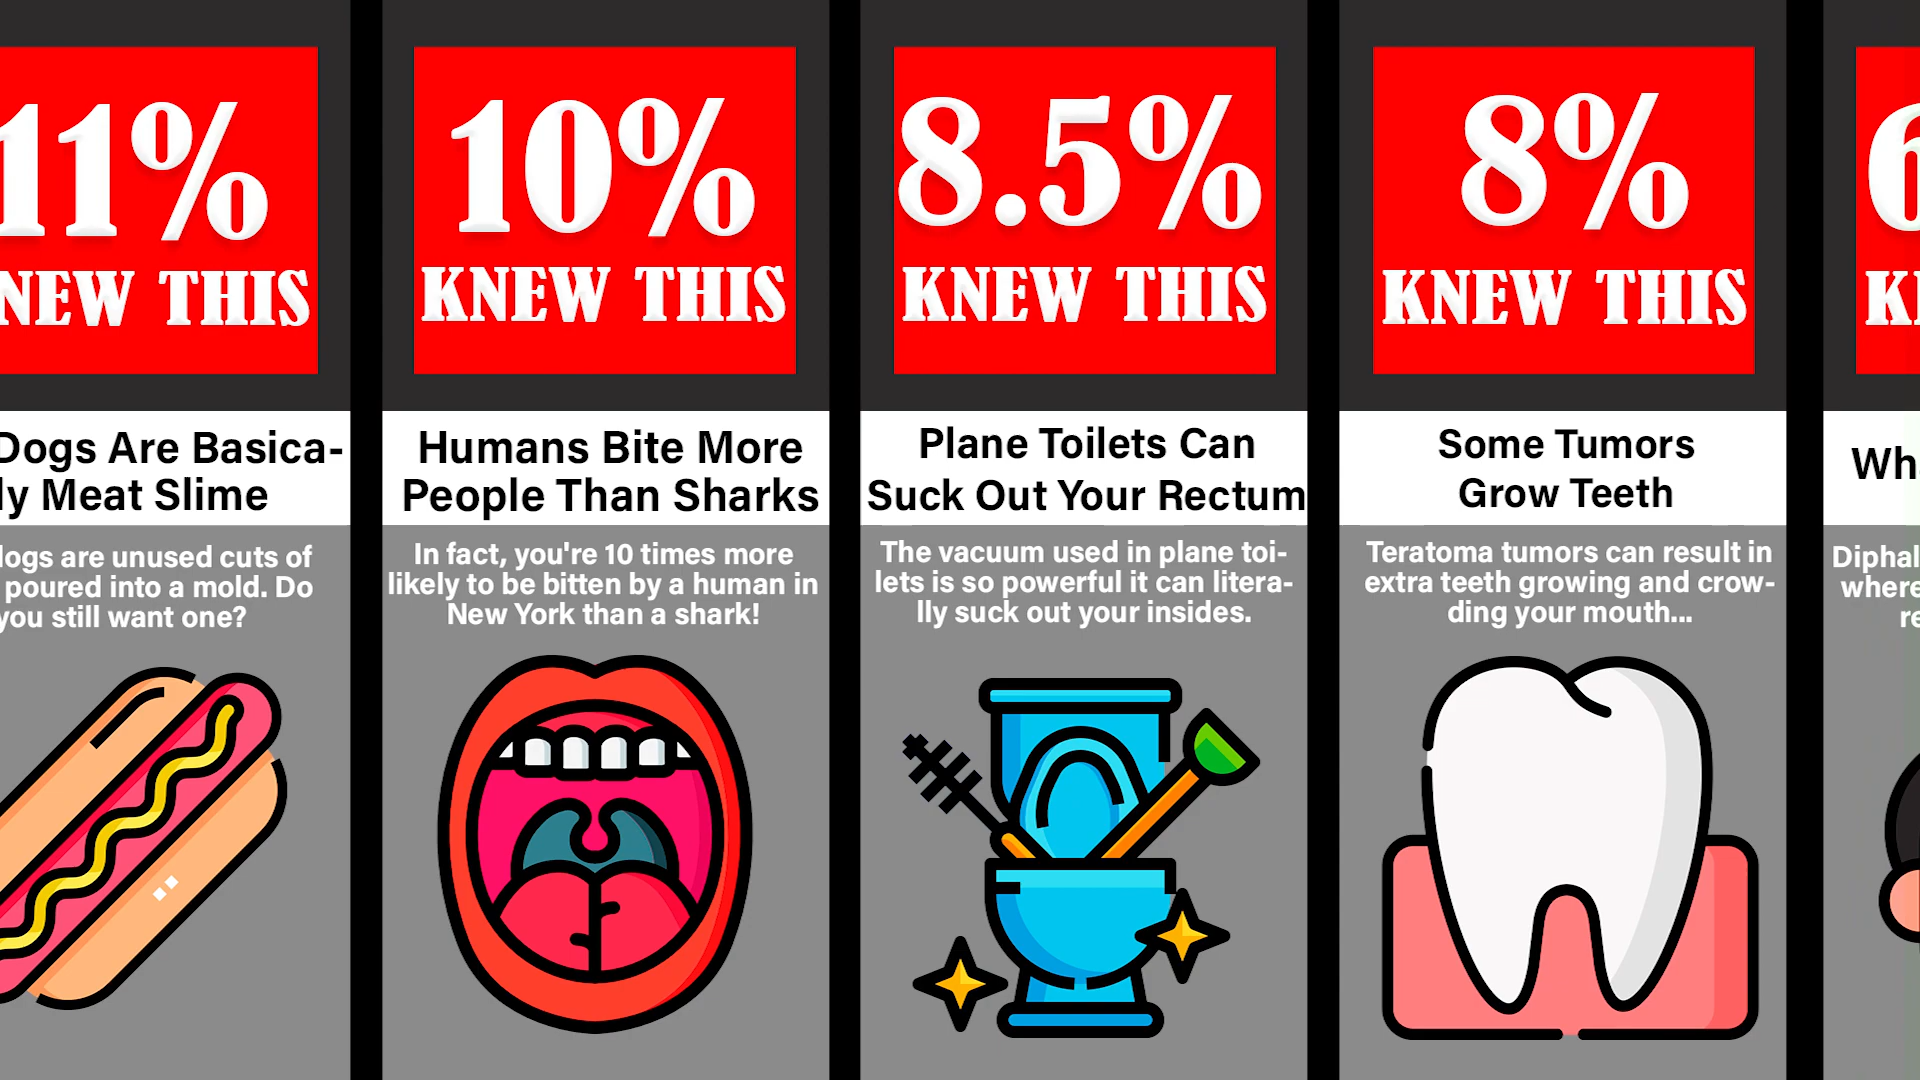 11%
NEW THIS
Dogs Are Basica-
ly Meat Slime
dogs are unused cuts of
poured into a mold. Do
you still want one?
10%
KNEW THIS
Humans Bite More
People Than Sharks
In fact, you're 10 times more
likely to be bitten by a human in
New York than a shark!
8.5%
KNEW THIS
Plane Toilets Can
Suck Out Your Rectum
The vacuum used in plane toi-
lets is so powerful it can litera-
lly suck out your insides.
8%
KNEW THIS
Some Tumors
Grow Teeth
Teratoma tumors can result in
extra teeth growing and crow-
ding your mouth...
6
Wh
Diphal
where
re